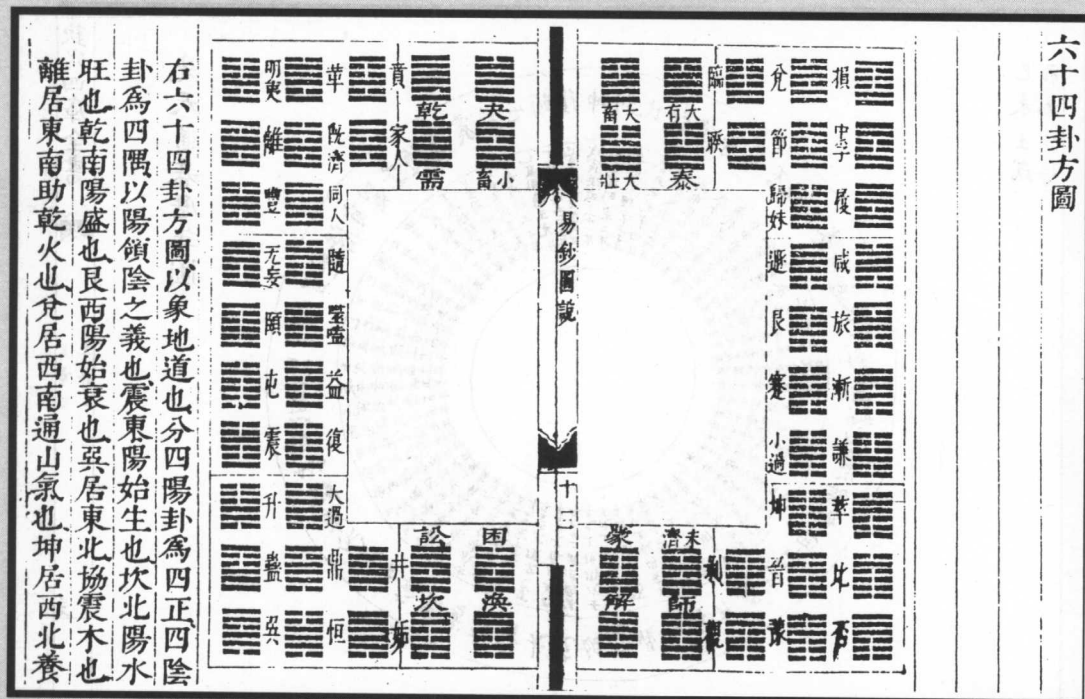 六十四卦方圖
損
中孚
履
咸
旅
漸
謙
萃
比
否
兌
節
歸妹
遯
艮
蹇
小過
坤
晉
豫
臨
睽
剝
觀
大有
泰
未濟
師
大畜
大壯
蒙
解
易鈔圖說
十二
夬
小畜
困
渙
乾
需
訟
坎
賁
家人
井
姤
革
既濟
同人
隨
噬嗑
益
復
大過
鼎
恒
明夷
離
豐
无妄
頤
屯
震
升
蠱
巽
右六十四卦方圖以象地道也分四陽卦爲四正四陰
卦爲四隅以陽領陰之義也震東陽始生也坎北陽水
旺也乾南陽盛也艮西陽始衰也巽居東北協震木也
離居東南助乾火也兌居西南通山氣也坤居西北養